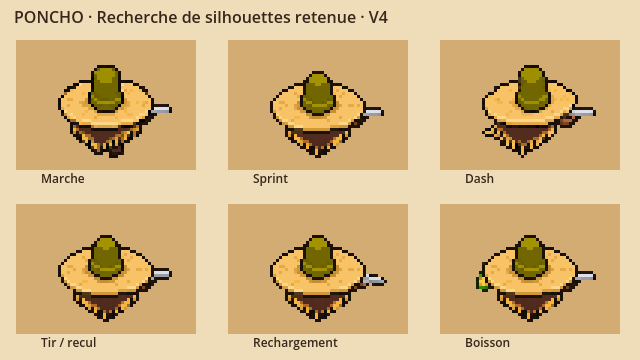 PONCHO · Recherche de silhouettes retenue · V4
Marche
Sprint
Dash
Tir / recul
Rechargement
Boisson